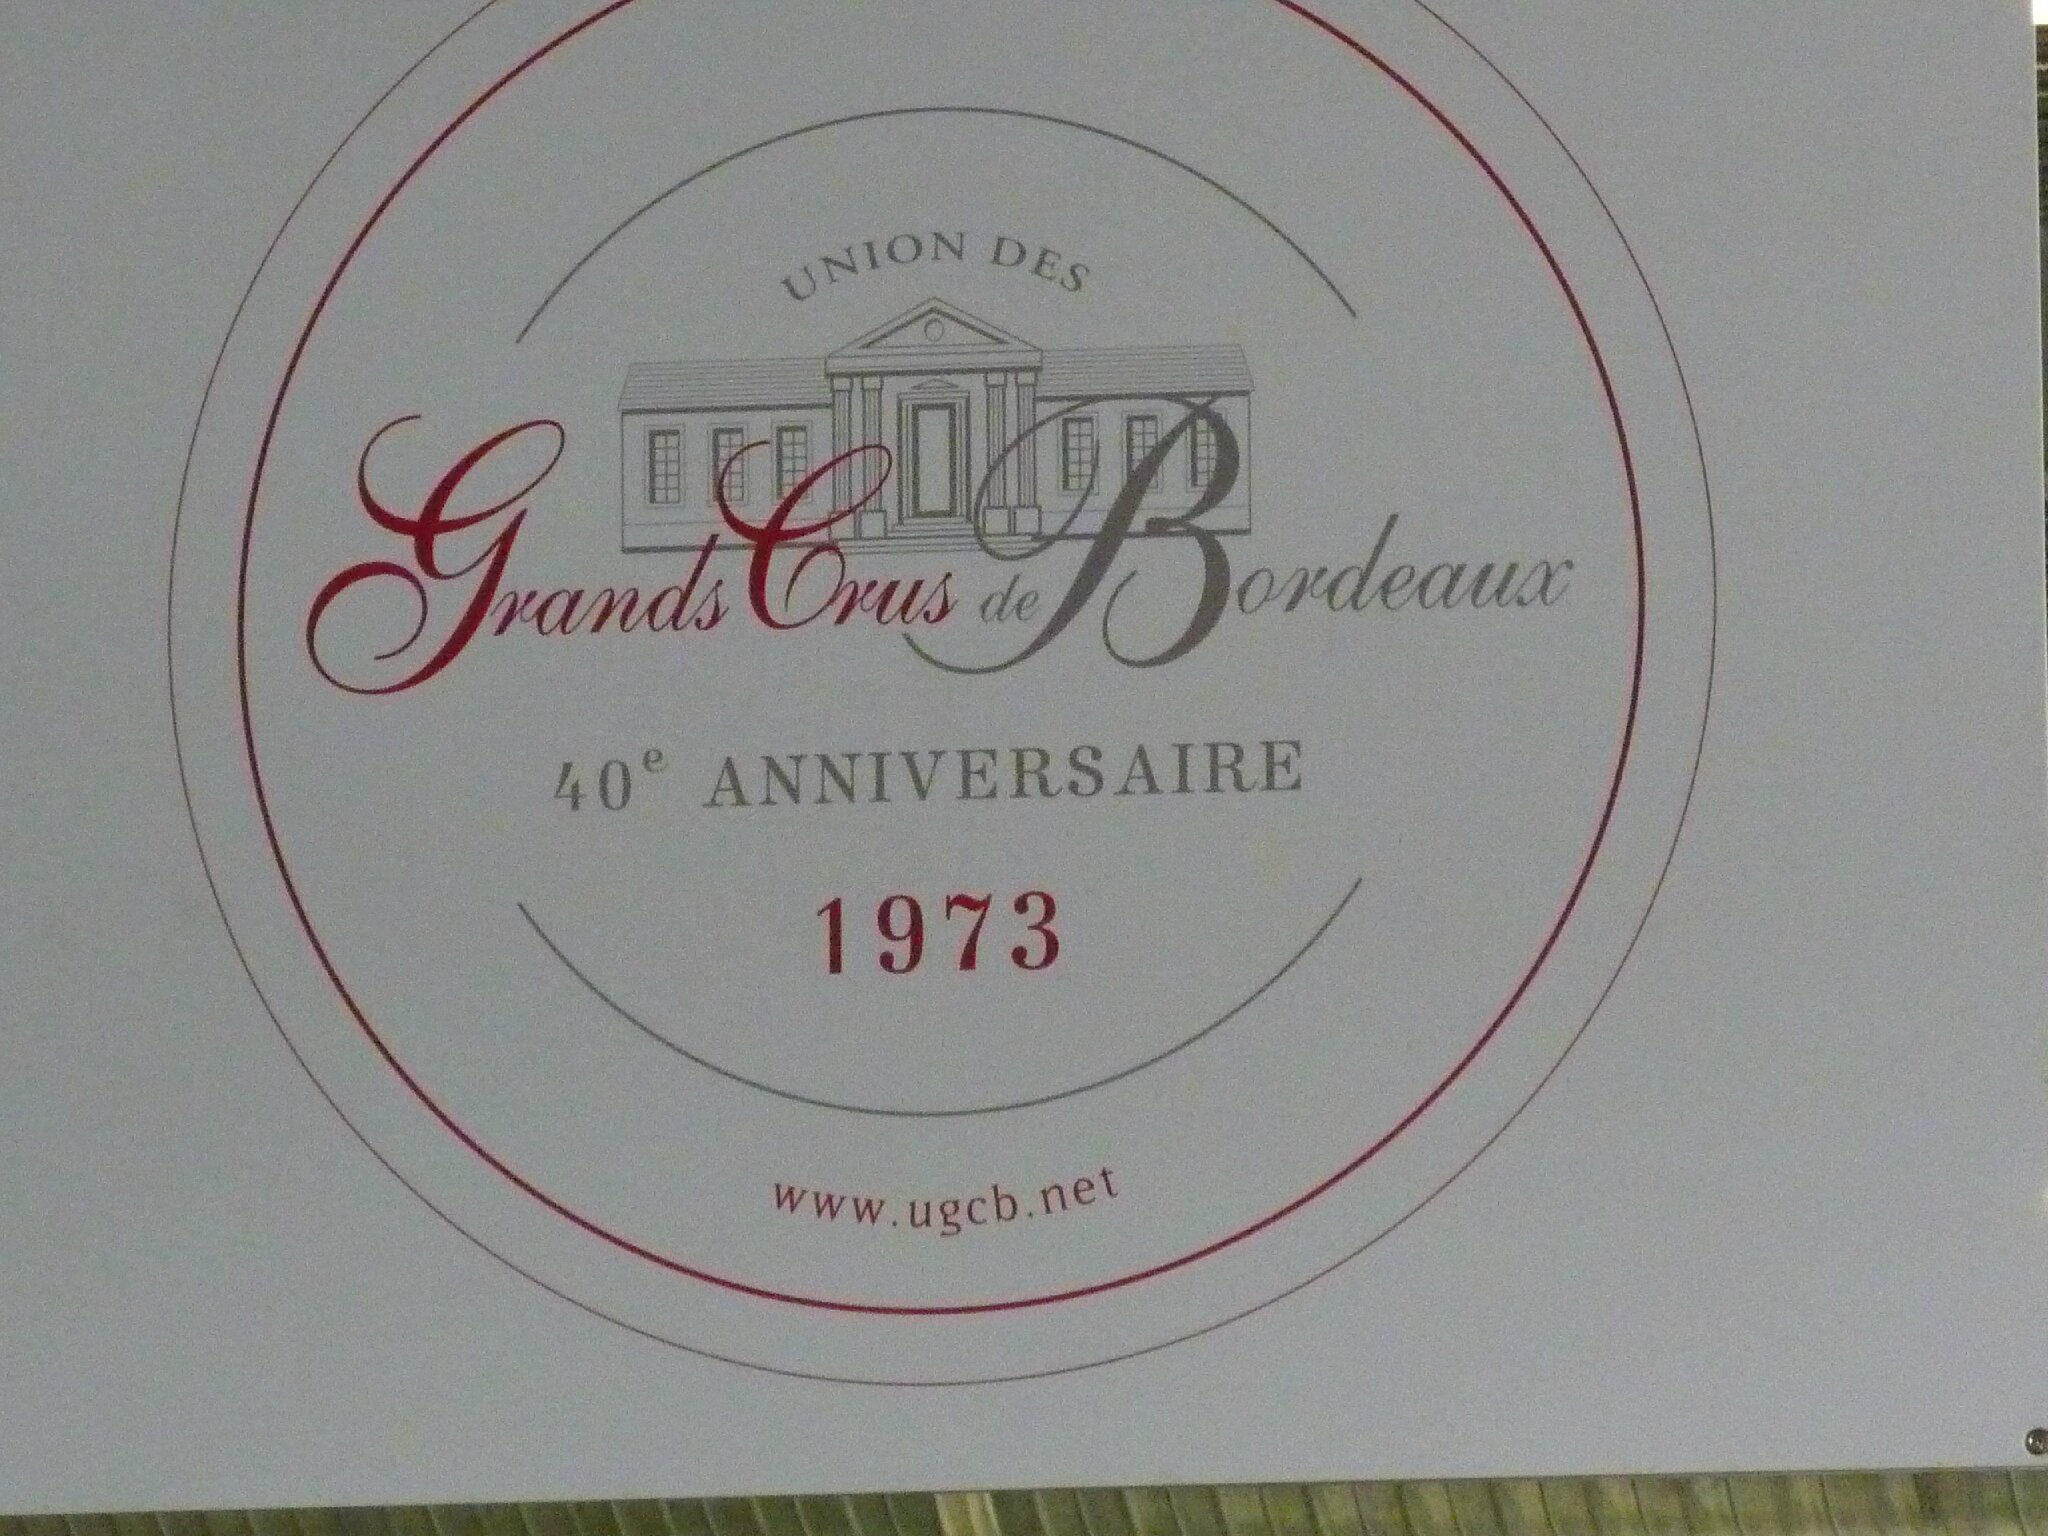 UNION DES
Grands Crus de Bordeaux
40e ANNIVERSAIRE
1973
www.ugcb.net